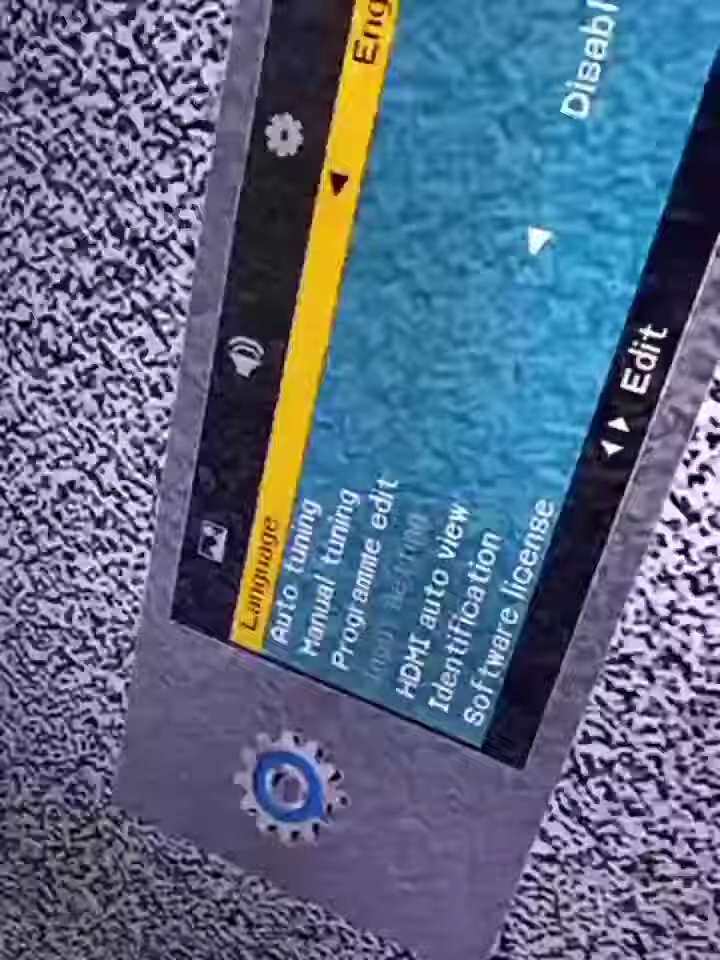 Language Eng
Auto tuning
Manual tuning
Programme edit
HDMI auto view Disabl
Identification
Software license
Edit